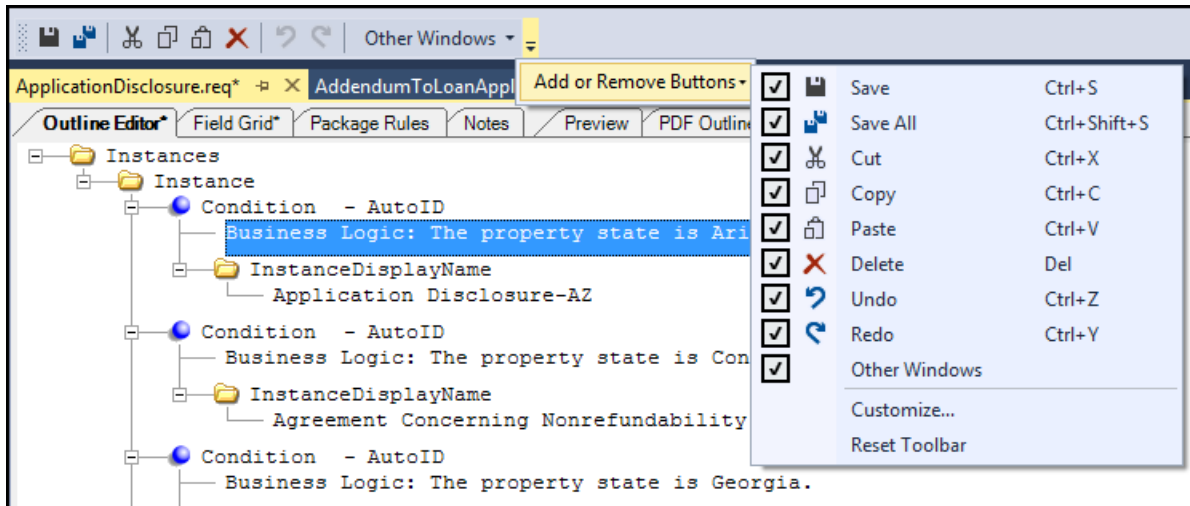 Other Windows
ApplicationDisclosure.req* AddendumToLoanAppl Add or Remove Buttons
Outline Editor* Field Grid* Package Rules Notes Preview PDF Outline
Save Ctrl+S
Save All Ctrl+Shift+S
Cut Ctrl+X
Copy Ctrl+C
Paste Ctrl+V
Delete Del
Undo Ctrl+Z
Redo Ctrl+Y
Other Windows
Customize...
Reset Toolbar
Instances
Instance
Condition - AutoID
Business Logic: The property state is Ari
InstanceDisplayName
Application Disclosure-AZ
Condition - AutoID
Business Logic: The property state is Con
InstanceDisplayName
Agreement Concerning Nonrefundability
Condition - AutoID
Business Logic: The property state is Georgia.